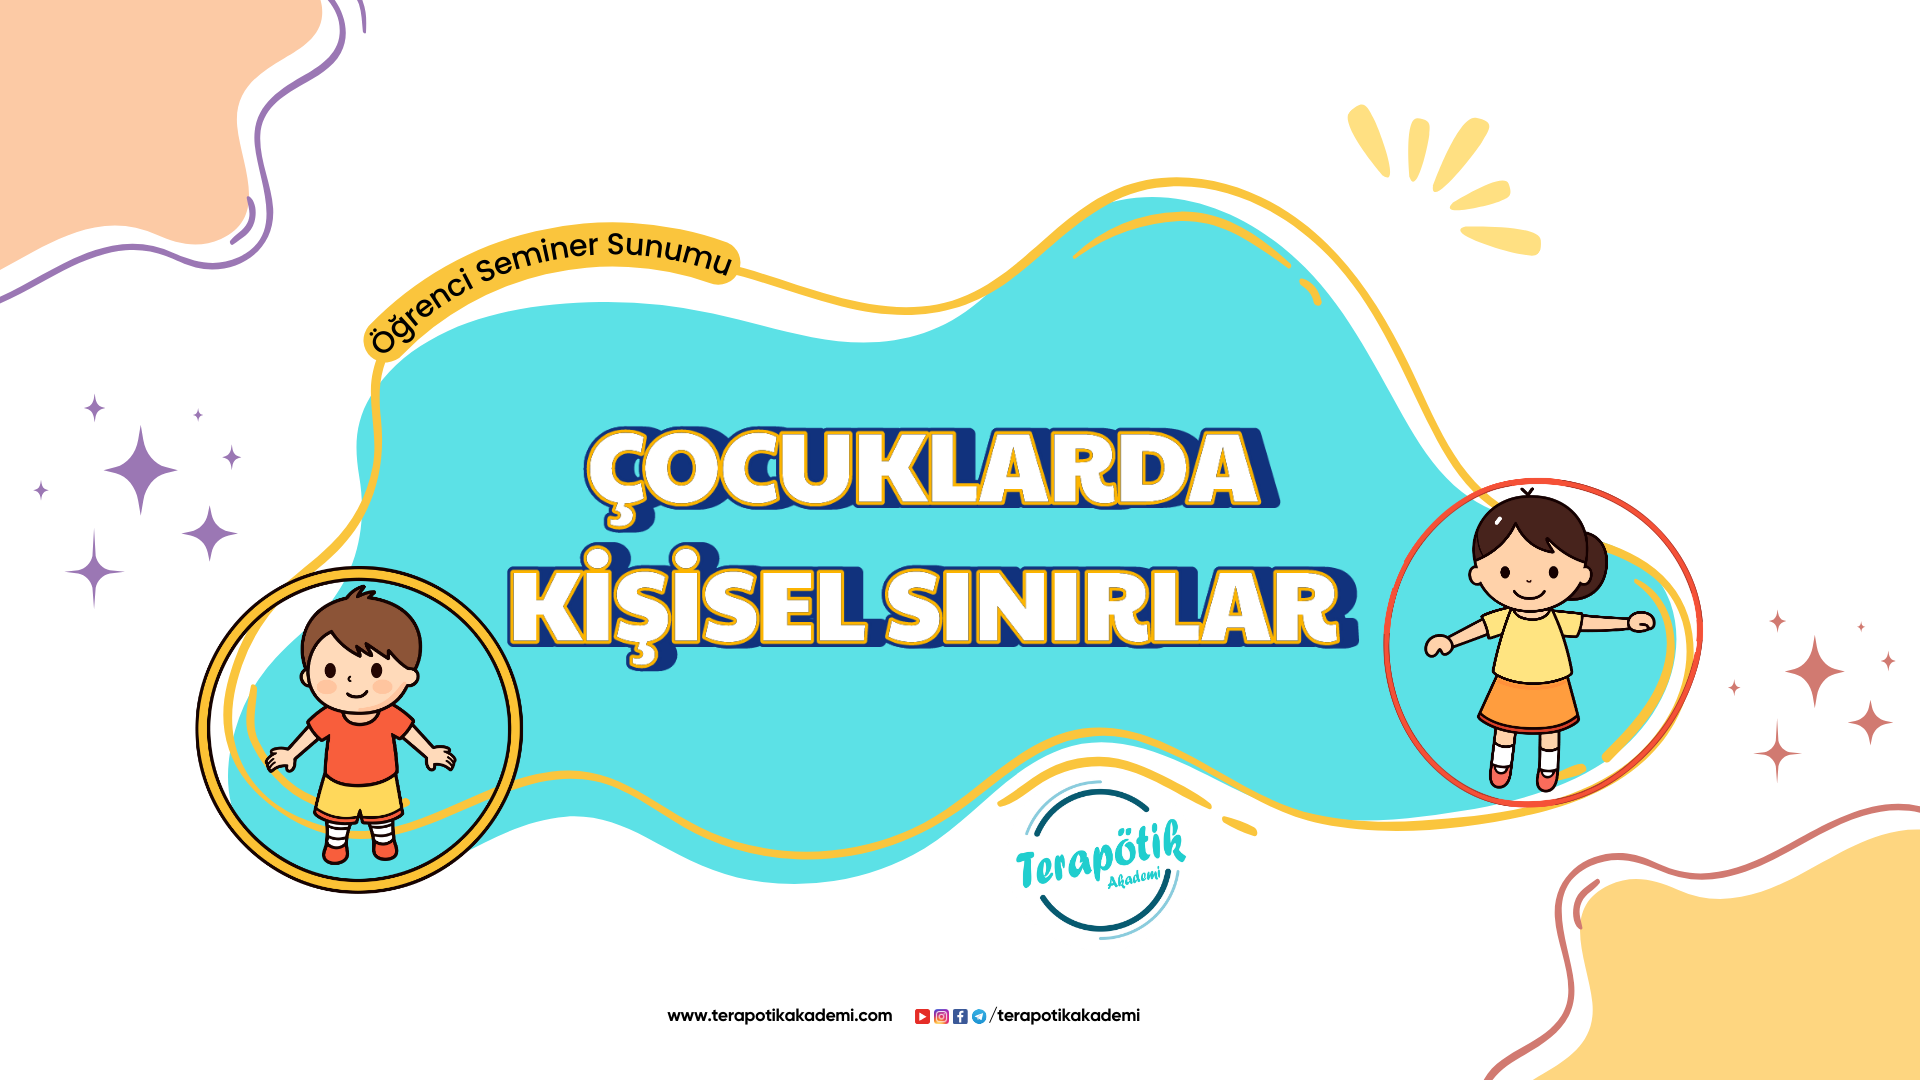 Öğrenci Seminer Sunumu
ÇOCUKLARDA
KİŞİSEL SINIRLAR
Terapötik
Akademi
www.terapotikakademi.com /terapotikakademi